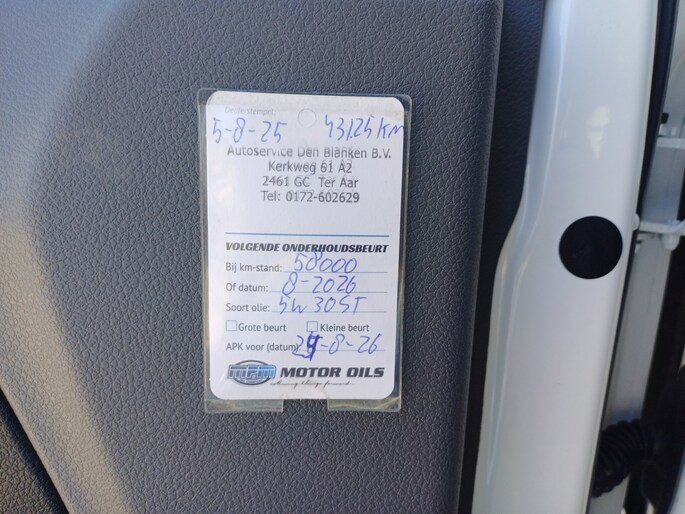 Dealerstempel:
5-8-25 43125 KM
Autoservice Den Blanken B.V.
Kerkweg 61 A2
2461 GC Ter Aar
Tel: 0172-602629
VOLGENDE ONDERHOUDSBEURT
Bij km-stand: 58000
Of datum: 8-2026
Soort olie: 5W30ST
Grote beurt Kleine beurt
APK voor (datum): 24-8-26
MOTOR OILS